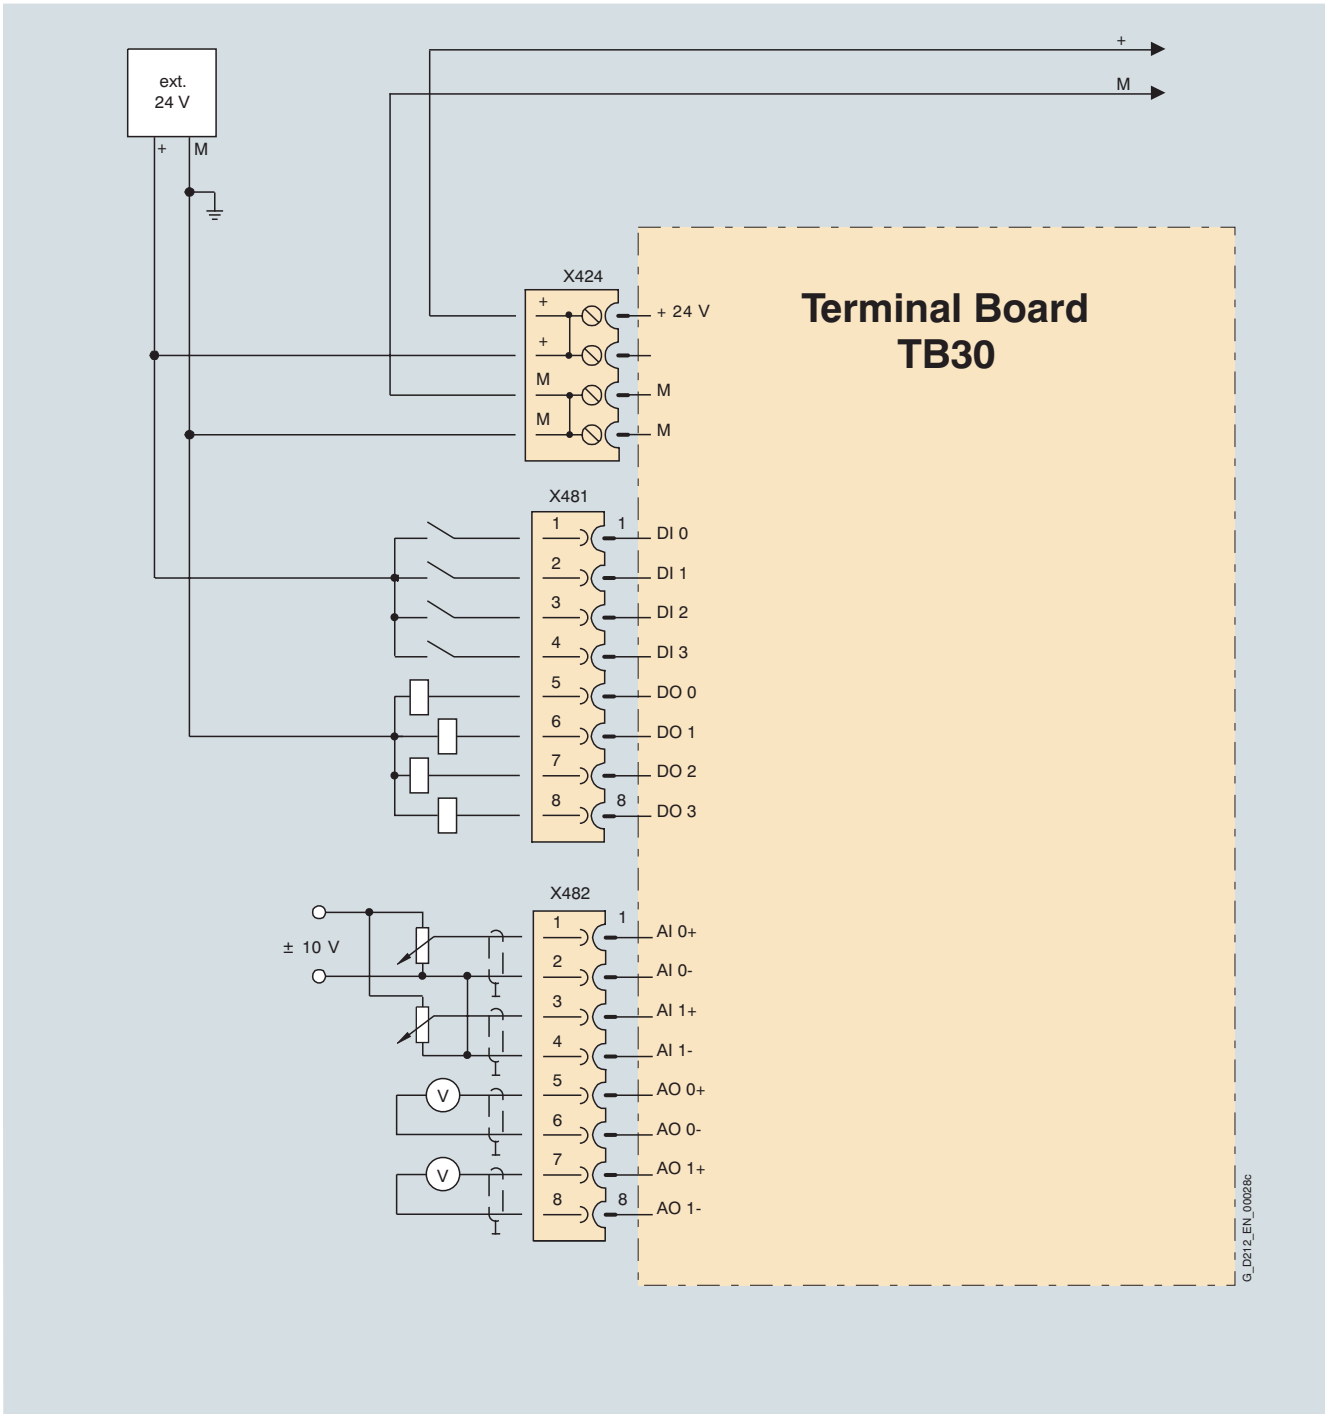 +
M
ext.
24 V
+ M
X424
+ + 24 V
+
M M
M M
Terminal Board
TB30
X481
1 1 DI 0
2 DI 1
3 DI 2
4 DI 3
5 DO 0
6 DO 1
7 DO 2
8 8 DO 3
X482
± 10 V
1 1 AI 0+
2 AI 0-
3 AI 1+
4 AI 1-
V 5 AO 0+
6 AO 0-
V 7 AO 1+
8 8 AO 1-
G_D212_EN_00028c